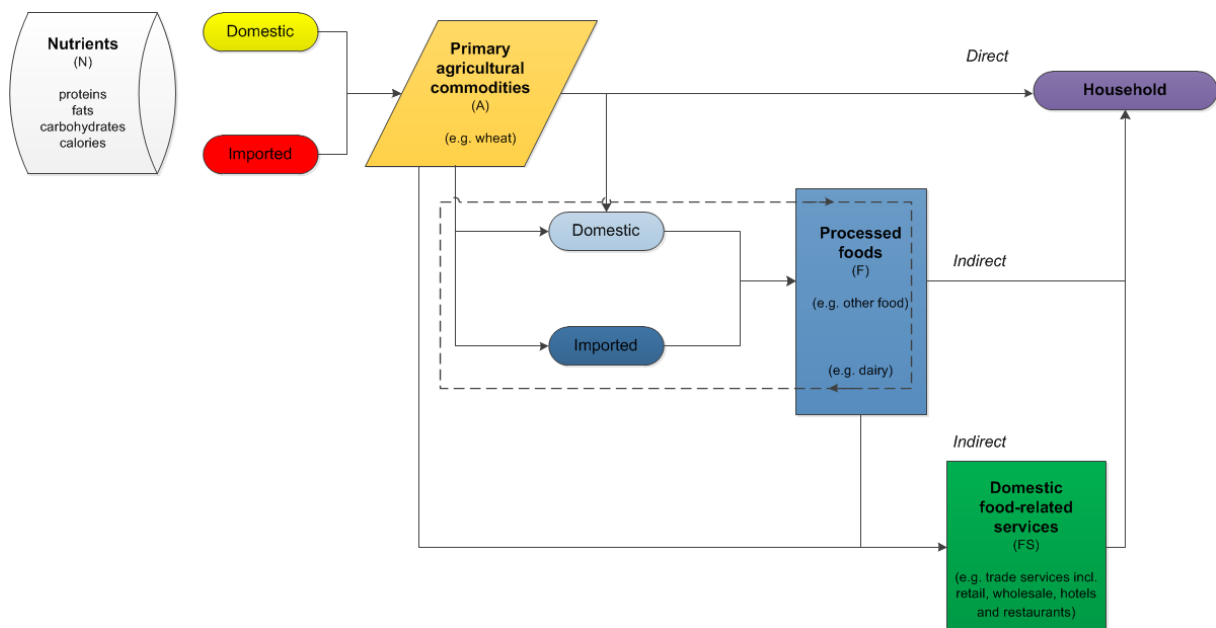 Nutrients
(N)
proteins
fats
carbohydrates
calories
Domestic
Imported
Primary
agricultural
commodities
(A)
(e.g. wheat)
Direct
Household
Domestic
Imported
Processed
foods
(F)
(e.g. other food)
(e.g. dairy)
Indirect
Indirect
Domestic
food-related
services
(FS)
(e.g. trade services incl.
retail, wholesale, hotels
and restaurants)